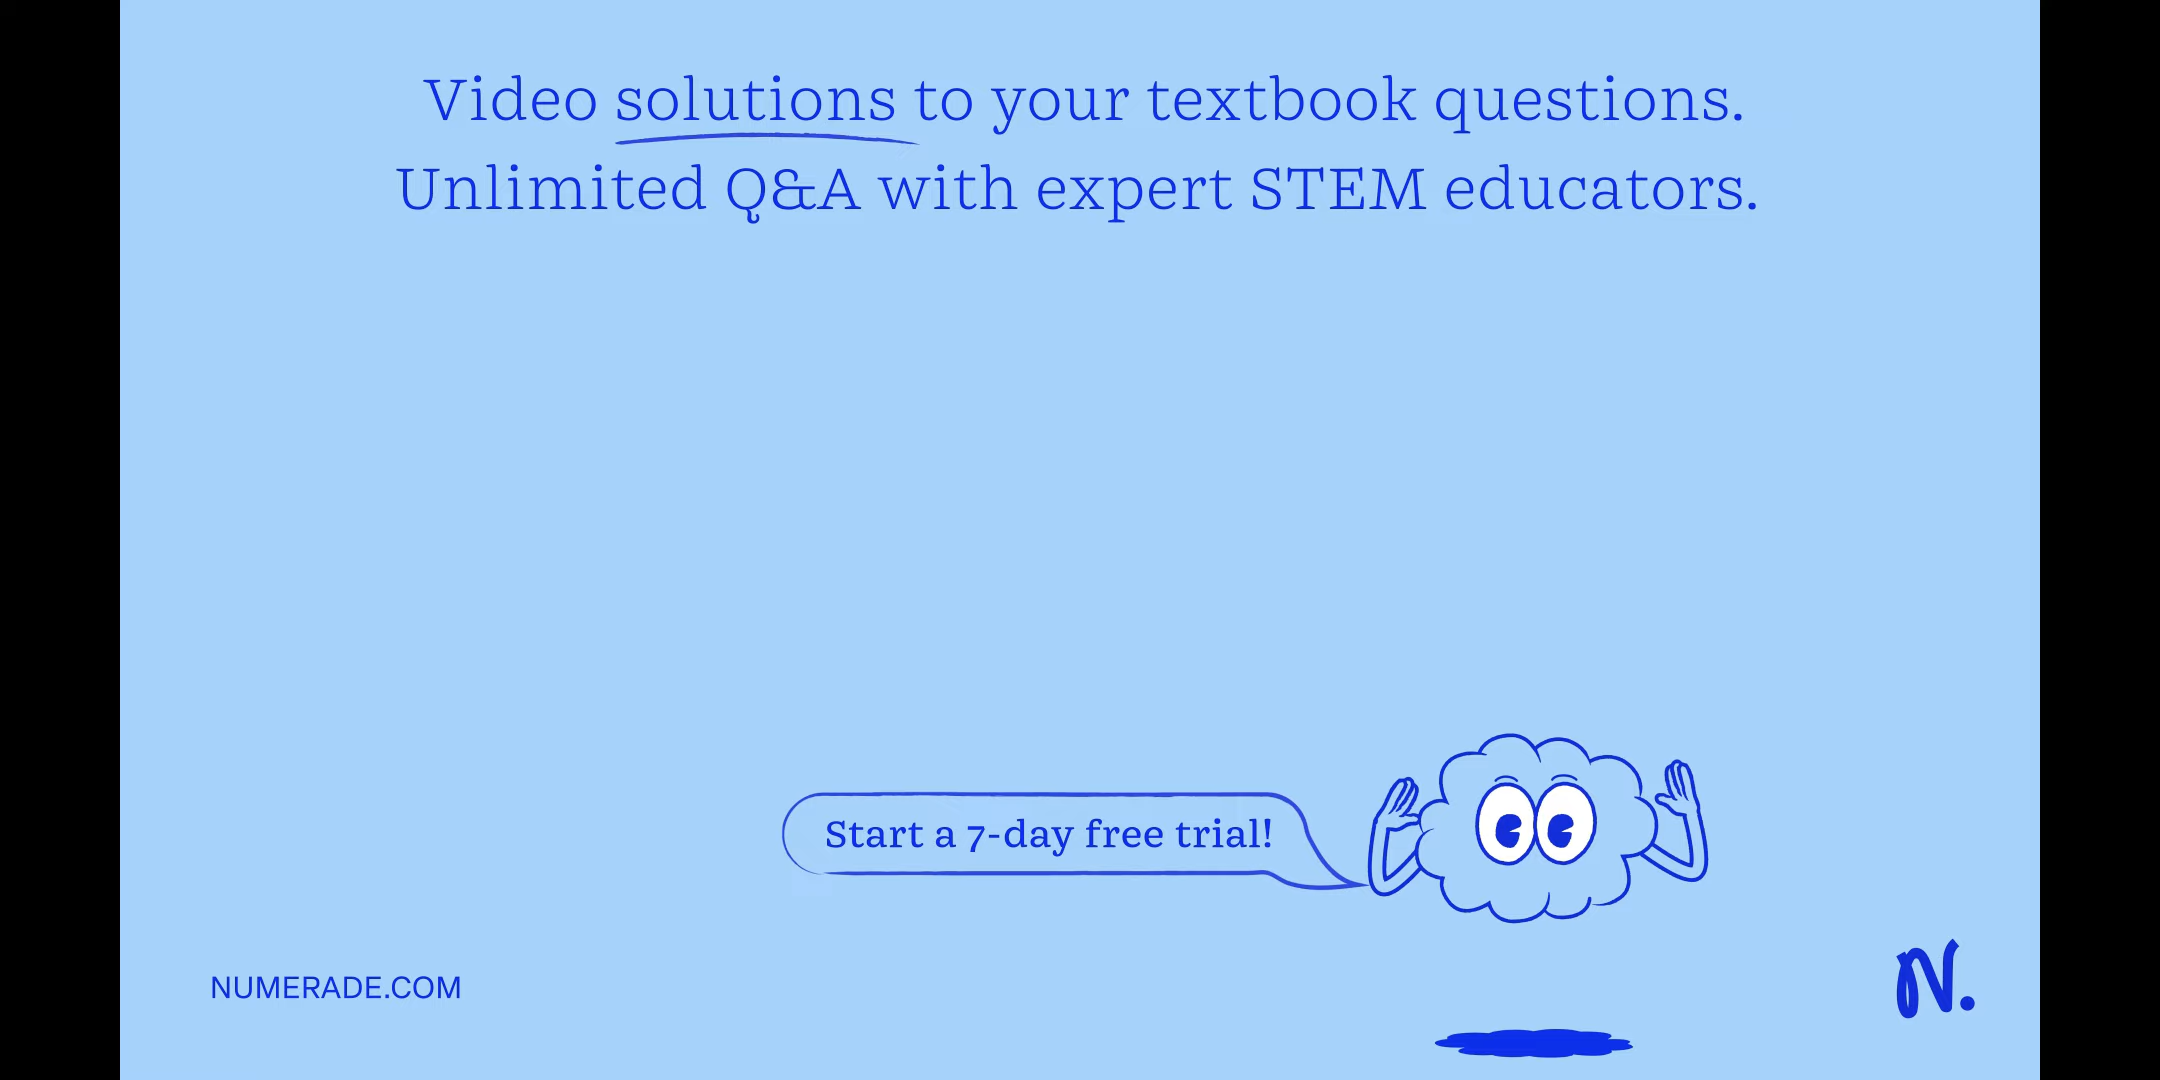 Video solutions to your textbook questions.
Unlimited Q&A with expert STEM educators.
Start a 7-day free trial!
NUMERADE.COM
N.